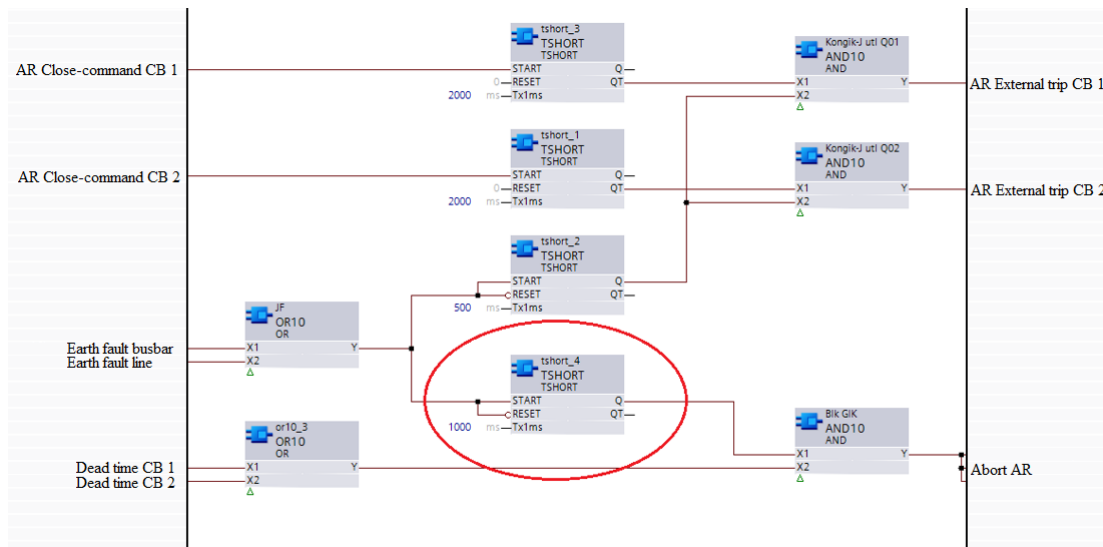 tshort_3
TSHORT
TSHORT
AR Close-command CB 1
START Q
0 RESET QT
2000 ms Tx1ms
Kongik-J utl Q01
AND10
AND
X1 Y
X2
AR External trip CB 1
tshort_1
TSHORT
TSHORT
AR Close-command CB 2
START Q
0 RESET QT
2000 ms Tx1ms
Kongik-J utl Q02
AND10
AND
X1 Y
X2
AR External trip CB 2
tshort_2
TSHORT
TSHORT
START Q
RESET QT
500 ms Tx1ms
JF
OR10
OR
Earth fault busbar
X1 Y
Earth fault line
X2
tshort_4
TSHORT
TSHORT
START Q
RESET QT
1000 ms Tx1ms
or10_3
OR10
OR
Dead time CB 1
X1 Y
Dead time CB 2
X2
Blk GIK
AND10
AND
X1 Y
X2
Abort AR